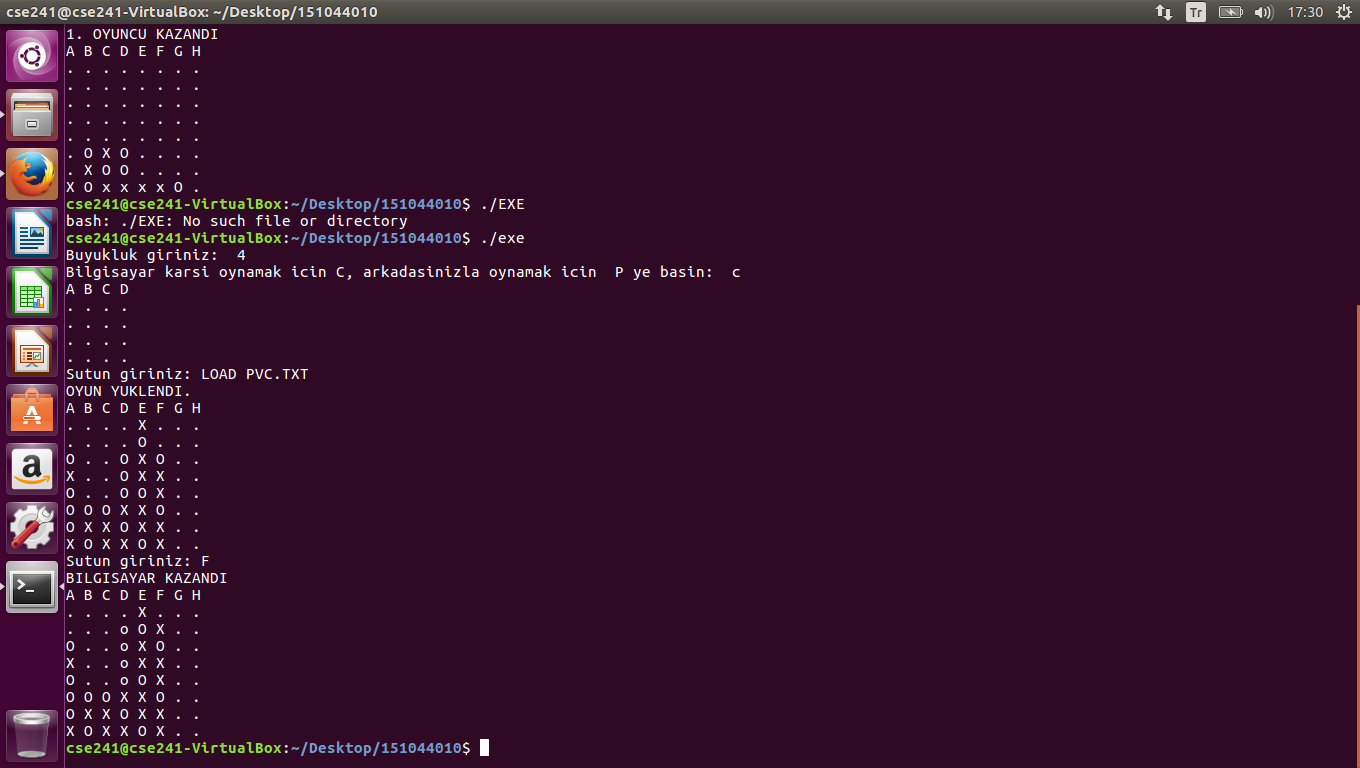 cse241@cse241-VirtualBox: ~/Desktop/151044010
Tr
17:30
1. OYUNCU KAZANDI
A B C D E F G H
. . . . . . . .
. . . . . . . .
. . . . . . . .
. . . . . . . .
. . . . . . . .
. O X O . . . .
. X O O . . . .
X O x x x x O .
cse241@cse241-VirtualBox:~/Desktop/151044010$ ./EXE
bash: ./EXE: No such file or directory
cse241@cse241-VirtualBox:~/Desktop/151044010$ ./exe
Buyukluk giriniz:  4
Bilgisayar karsi oynamak icin C, arkadasinizla oynamak icin  P ye basin:  c
A B C D
. . . .
. . . .
. . . .
. . . .
Sutun giriniz: LOAD PVC.TXT
OYUN YUKLENDI.
A B C D E F G H
. . . . X . . .
. . . . O . . .
O . . O X O . .
X . . O X X . .
O . . O O X . .
O O O X X O . .
O X X O X X . .
X O X X O X . .
Sutun giriniz: F
BILGISAYAR KAZANDI
A B C D E F G H
. . . . X . . .
. . . o O X . .
O . . o X O . .
X . . o X X . .
O . . o O X . .
O O O X X O . .
O X X O X X . .
X O X X O X . .
cse241@cse241-VirtualBox:~/Desktop/151044010$